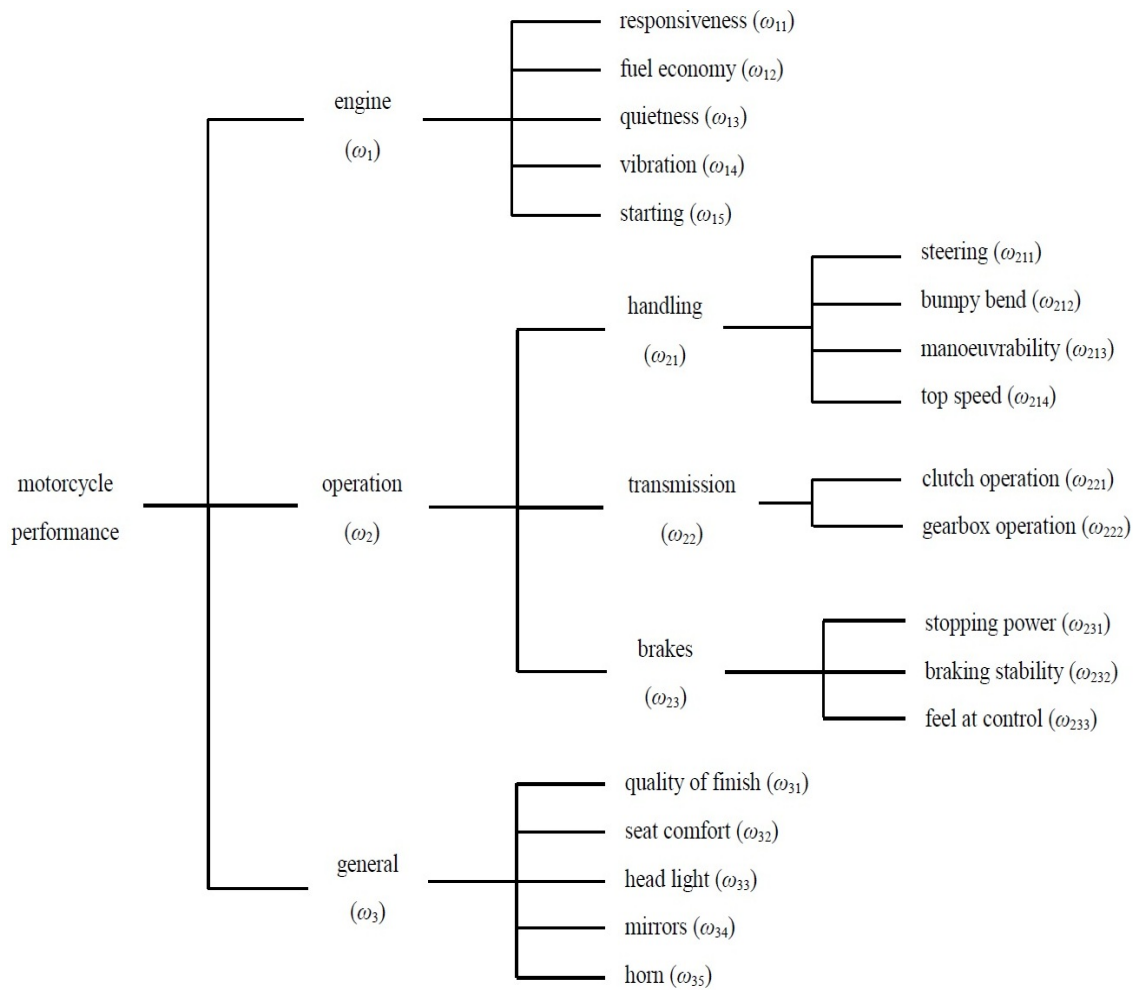 motorcycle
performance
engine
(ω₁)
responsiveness (ω₁₁)
fuel economy (ω₁₂)
quietness (ω₁₃)
vibration (ω₁₄)
starting (ω₁₅)
operation
(ω₂)
handling
(ω₂₁)
steering (ω₂₁₁)
bumpy bend (ω₂₁₂)
manoeuvrability (ω₂₁₃)
top speed (ω₂₁₄)
transmission
(ω₂₂)
clutch operation (ω₂₂₁)
gearbox operation (ω₂₂₂)
brakes
(ω₂₃)
stopping power (ω₂₃₁)
braking stability (ω₂₃₂)
feel at control (ω₂₃₃)
general
(ω₃)
quality of finish (ω₃₁)
seat comfort (ω₃₂)
head light (ω₃₃)
mirrors (ω₃₄)
horn (ω₃₅)